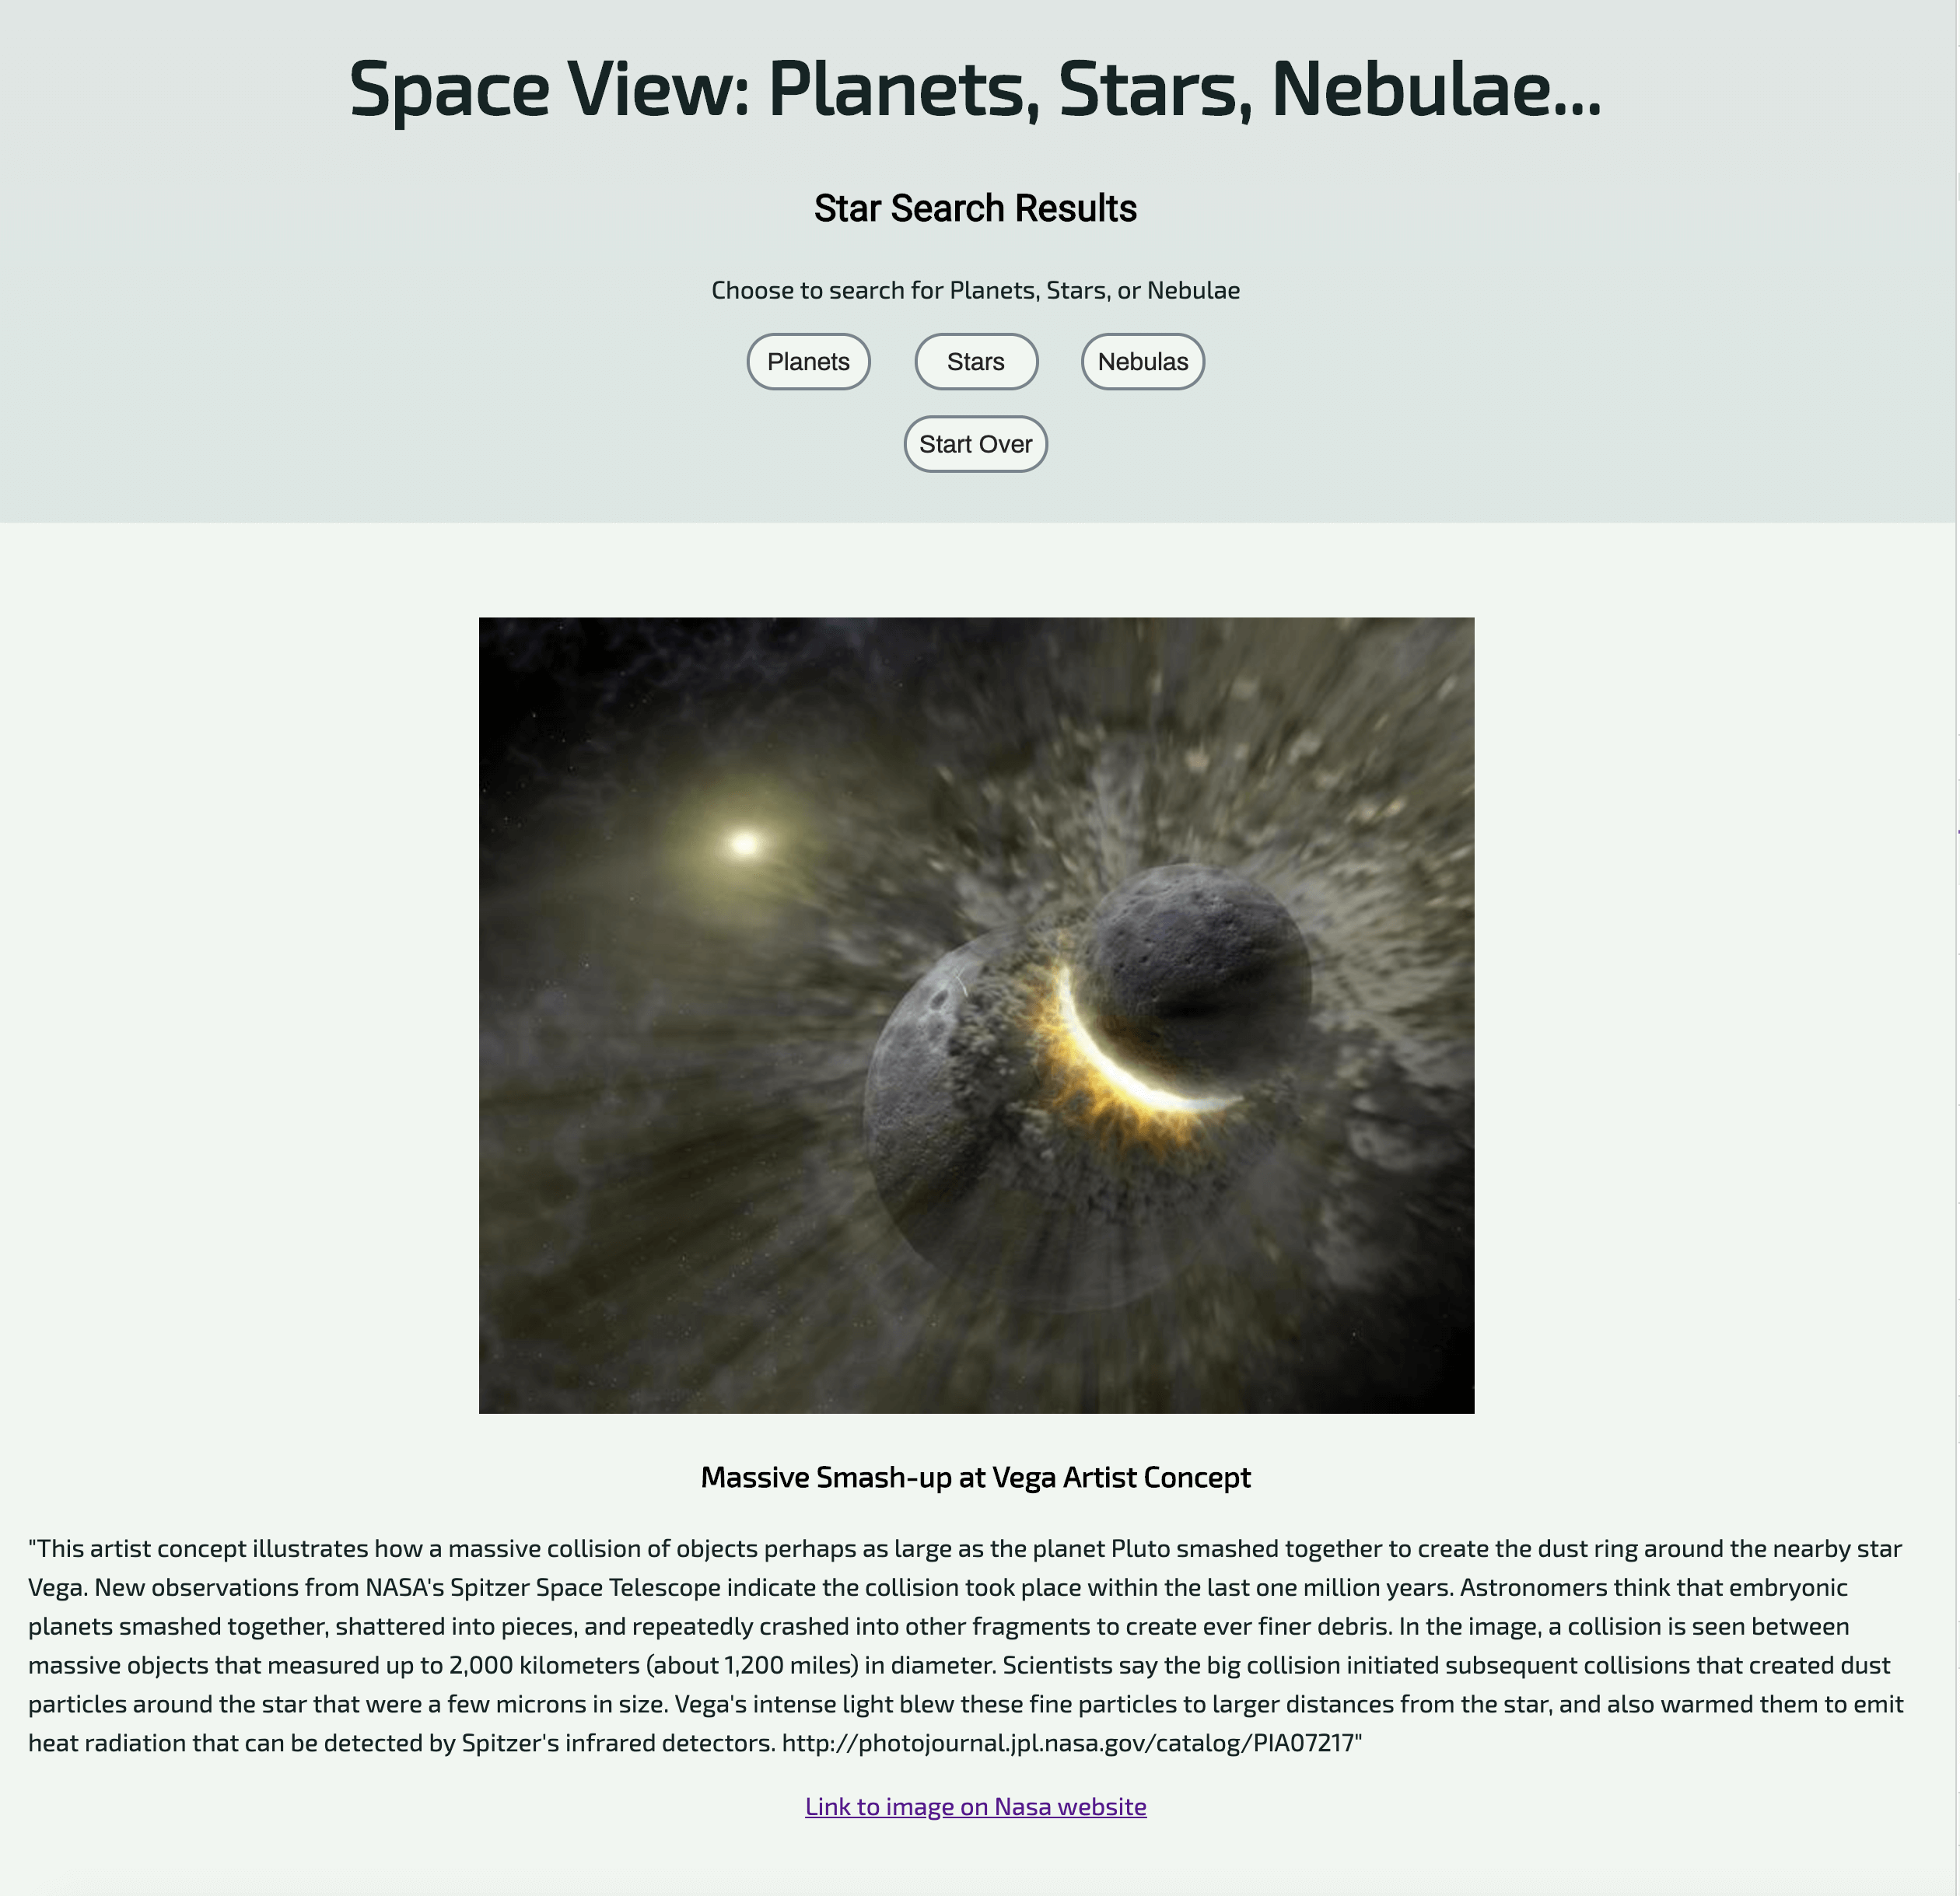 Space View: Planets, Stars, Nebulae...
Star Search Results
Choose to search for Planets, Stars, or Nebulae
Planets
Stars
Nebulas
Start Over
Massive Smash-up at Vega Artist Concept
"This artist concept illustrates how a massive collision of objects perhaps as large as the planet Pluto smashed together to create the dust ring around the nearby star
Vega. New observations from NASA's Spitzer Space Telescope indicate the collision took place within the last one million years. Astronomers think that embryonic
planets smashed together, shattered into pieces, and repeatedly crashed into other fragments to create ever finer debris. In the image, a collision is seen between
massive objects that measured up to 2,000 kilometers (about 1,200 miles) in diameter. Scientists say the big collision initiated subsequent collisions that created dust
particles around the star that were a few microns in size. Vega's intense light blew these fine particles to larger distances from the star, and also warmed them to emit
heat radiation that can be detected by Spitzer's infrared detectors. http://photojournal.jpl.nasa.gov/catalog/PIA07217"
Link to image on Nasa website